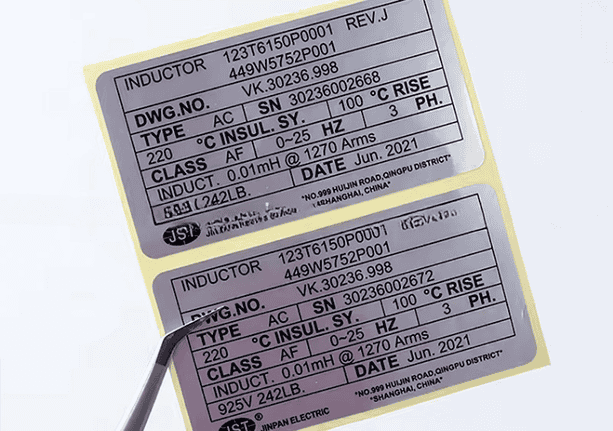 INDUCTOR 123T6150P0001 REV.J
449W5752P001
DWG.NO. VK.30236.998
TYPE AC SN 30236002668
220 °C INSUL. SY. 100 °C RISE
CLASS AF 0~25 HZ 3 PH.
INDUCT. 0.01mH @ 1270 Arms
242LB. DATE Jun. 2021
"NO.999 HUIJIN ROAD,QINGPU DISTRICT"
"SHANGHAI, CHINA"
JST
INDUCTOR 123T6150P0001
449W5752P001
DWG.NO. VK.30236.998
TYPE AC SN 30236002672
220 °C INSUL. SY. 100 °C RISE
CLASS AF 0~25 HZ 3 PH.
INDUCT. 0.01mH @ 1270 Arms
925V 242LB. DATE Jun. 2021
"NO.999 HUIJIN ROAD,QINGPU DISTRICT"
"SHANGHAI, CHINA"
JST ® JINPAN ELECTRIC